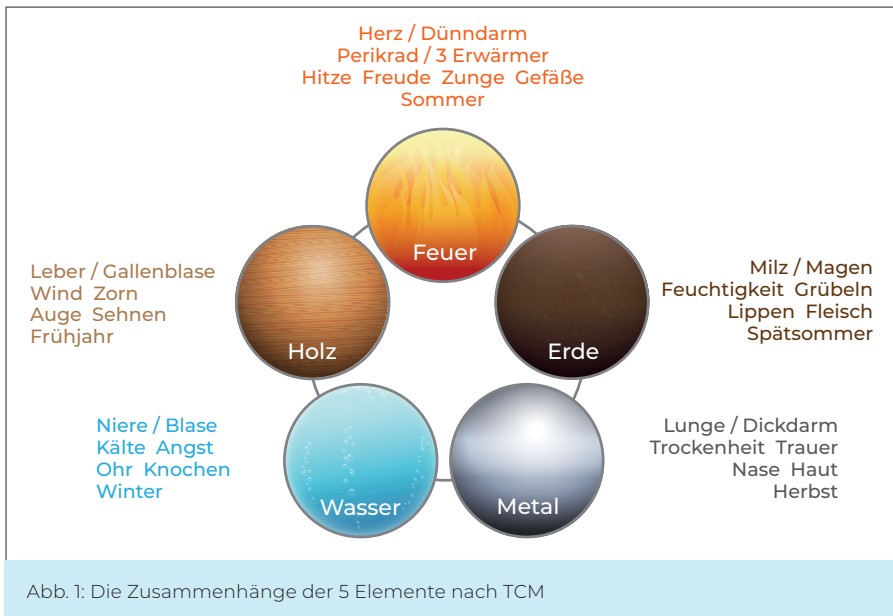 Herz / Dünndarm
Perikrad / 3 Erwärmer
Hitze Freude Zunge Gefäße
Sommer
Feuer
Leber / Gallenblase
Wind Zorn
Auge Sehnen
Frühjahr
Holz
Milz / Magen
Feuchtigkeit Grübeln
Lippen Fleisch
Spätsommer
Erde
Niere / Blase
Kälte Angst
Ohr Knochen
Winter
Wasser
Lunge / Dickdarm
Trockenheit Trauer
Nase Haut
Herbst
Metal
Abb. 1: Die Zusammenhänge der 5 Elemente nach TCM